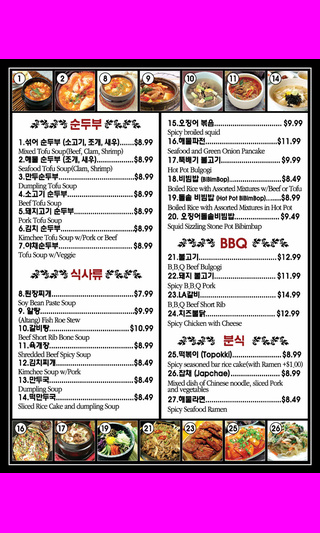 1 2 8 9 10 11 14
순두부
1.섞어 순두부 (소고기, 조개, 새우)......$8.99
Mixed Tofu Soup(Beef, Clam, Shrimp)
2.해물 순두부 (조개, 새우)......$8.99
Seafood Tofu Soup(Clam, Shrimp)
3.만두순두부......$8.99
Dumpling Tofu Soup
4.소고기 순두부......$8.99
Beef Tofu Soup
5.돼지고기 순두부......$8.99
Pork Tofu Soup
6.김치 순두부......$8.99
Kimchee Tofu Soup w/Pork or Beef
7.야채순두부......$8.99
Tofu Soup w/Veggie
식사류
8.된장찌개......$7.99
Soy Bean Paste Soup
9. 알탕......$9.99
(Altang) Fish Roe Stew
10.갈비탕......$10.99
Beef Short Rib Bone Soup
11.육개장......$8.99
Shredded Beef Spicy Soup
12.김치찌개......$8.49
Kimchee Soup w/Pork
13.만두국......$8.49
Dumpling Soup
14.떡만두국......$8.49
Sliced Rice Cake and dumpling Soup
15.오징어 볶음......$9.99
Spicy broiled squid
16.해물파전......$11.99
Seafood and Green Onion Pancake
17.뚝배기 불고기......$9.99
Hot Pot Bulgogi
18.비빔밥 (BiBimBop)......$8.49
Boiled Rice with Assorted Mixtures w/Beef or Tofu
19.돌솥 비빔밥 (Hot Pot BiBimBop)......$8.99
Boiled Rice with Assorted Mixtures in Hot Pot
20. 오징어돌솥비빔밥......$9.49
Squid Sizzling Stone Pot Bibimbap
BBQ
21.불고기......$12.99
B.B.Q Beef Bulgogi
22.돼지 불고기......$11.99
Spicy B.B.Q Pork
23.LA갈비......$14.99
B.B.Q Beef Short Rib
24.치즈불닭......$12.99
Spicy Chicken with Cheese
분식
25.떡볶이 (Topokki)......$8.99
Spicy seasoned bar rice cake(with Ramen +$1.00)
26.잡채 (Japchae)......$8.99
Mixed dish of Chinese noodle, sliced Pork
and vegetables
27.해물라면......$8.49
Spicy Seafood Ramen
16 17 19 21 23 25 26